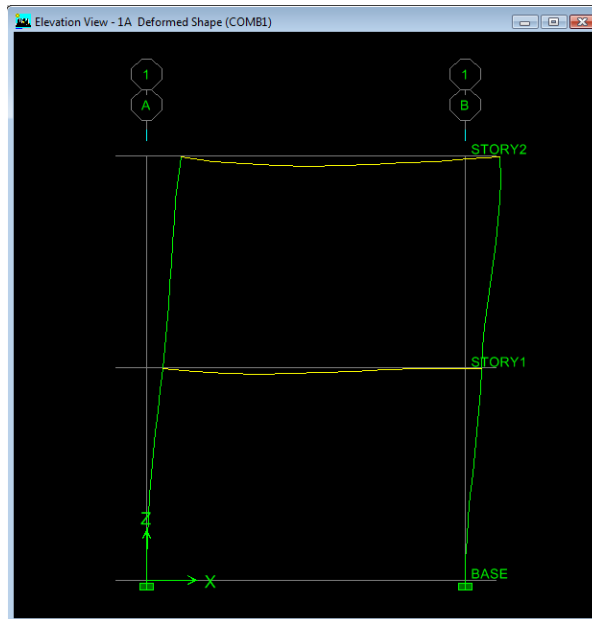 Elevation View - 1A  Deformed Shape (COMB1)
1
1
A
B
STORY2
STORY1
Z
X
BASE